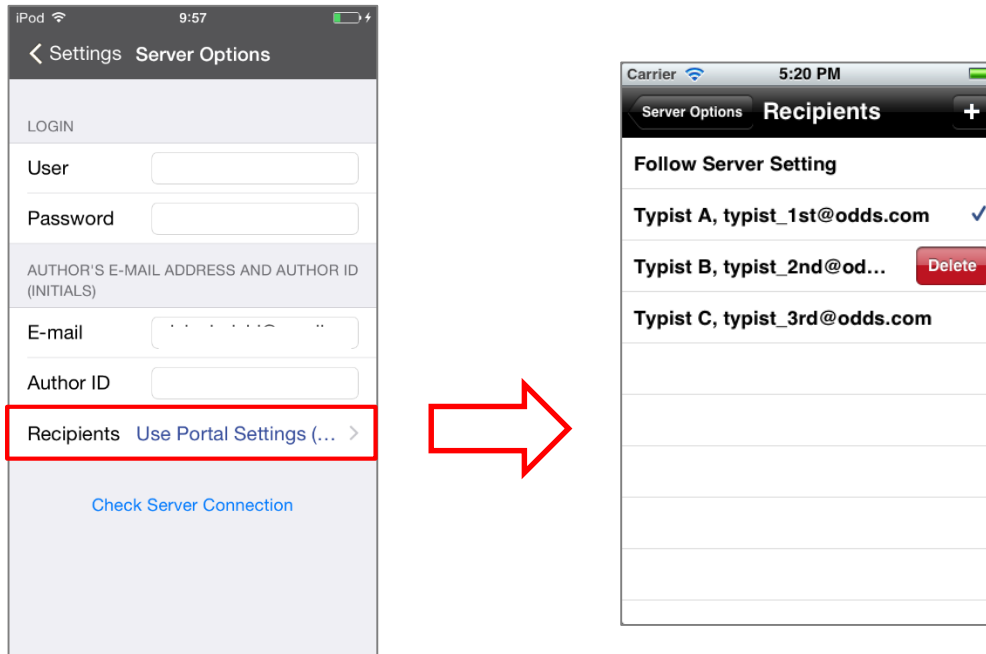 iPod 9:57
Settings Server Options
LOGIN
User
Password
AUTHOR'S E-MAIL ADDRESS AND AUTHOR ID
(INITIALS)
E-mail
Author ID
Recipients Use Portal Settings (...
Check Server Connection
Carrier 5:20 PM
Server Options Recipients +
Follow Server Setting
Typist A, typist_1st@odds.com
Typist B, typist_2nd@od... Delete
Typist C, typist_3rd@odds.com